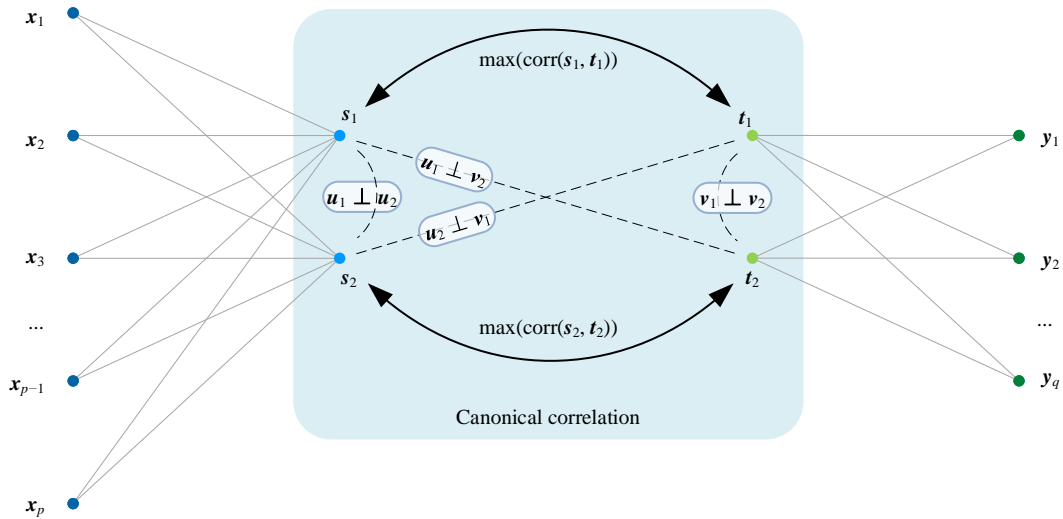 x₁
max(corr(s₁, t₁))
s₁
t₁
x₂
y₁
u₁ ⊥ v₂
u₁ ⊥ u₂
v₁ ⊥ v₂
u₂ ⊥ v₁
x₃
s₂
t₂
y₂
...
...
max(corr(s₂, t₂))
xₚ₋₁
y_q
Canonical correlation
xₚ